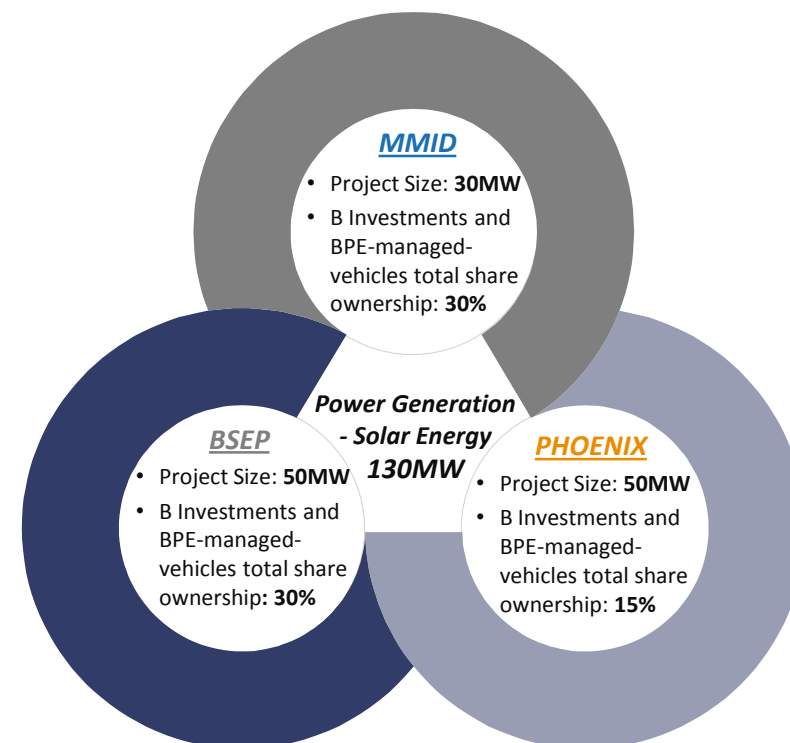 MMID
• Project Size: 30MW
• B Investments and
BPE-managed-
vehicles total share
ownership: 30%
Power Generation
- Solar Energy
130MW
BSEP
• Project Size: 50MW
• B Investments and
BPE-managed-
vehicles total share
ownership: 30%
PHOENIX
• Project Size: 50MW
• B Investments and
BPE-managed-
vehicles total share
ownership: 15%